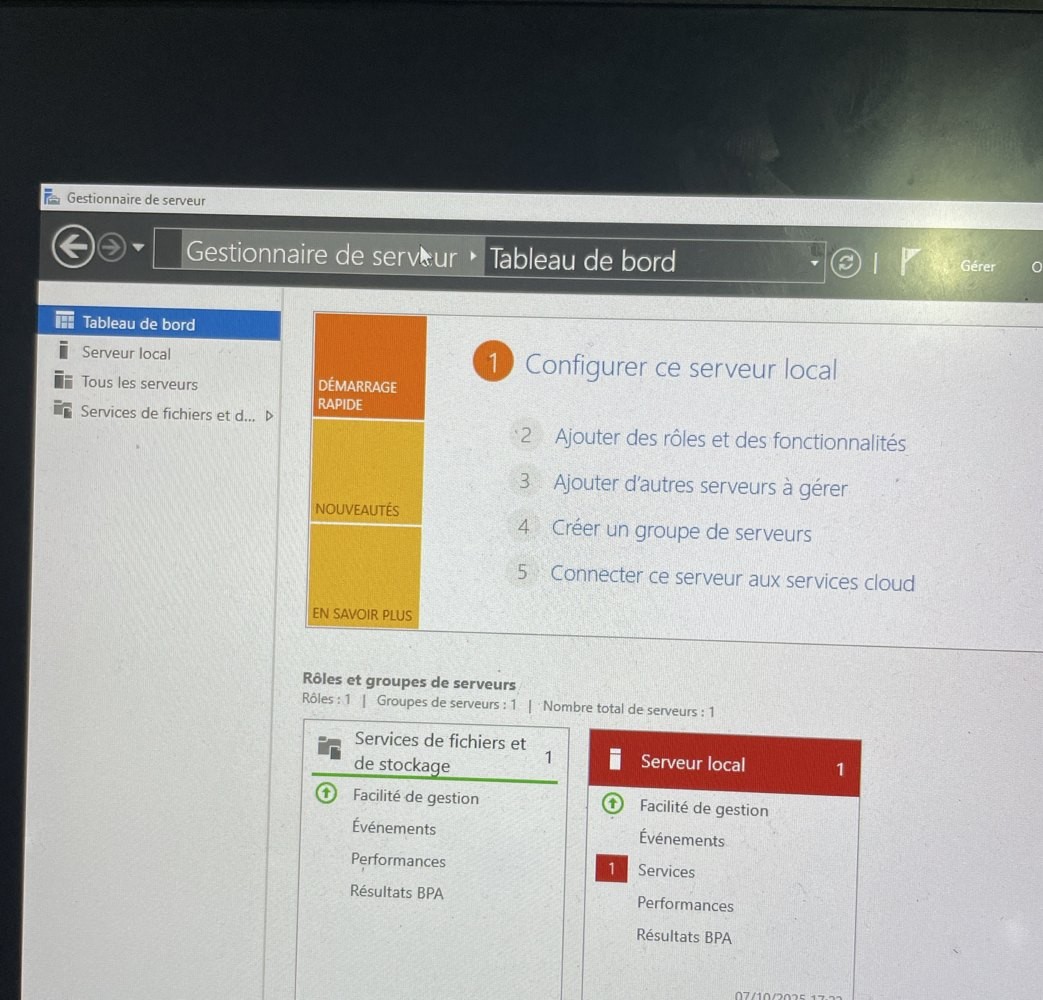 Gestionnaire de serveur
Gestionnaire de serveur ‣ Tableau de bord
Gérer
Tableau de bord
Serveur local
Tous les serveurs
Services de fichiers et d...
DÉMARRAGE
RAPIDE
NOUVEAUTÉS
EN SAVOIR PLUS
1 Configurer ce serveur local
2 Ajouter des rôles et des fonctionnalités
3 Ajouter d'autres serveurs à gérer
4 Créer un groupe de serveurs
5 Connecter ce serveur aux services cloud
Rôles et groupes de serveurs
Rôles : 1 | Groupes de serveurs : 1 | Nombre total de serveurs : 1
Services de fichiers et
de stockage 1
Facilité de gestion
Événements
Performances
Résultats BPA
Serveur local 1
Facilité de gestion
Événements
1 Services
Performances
Résultats BPA
07/10/2025